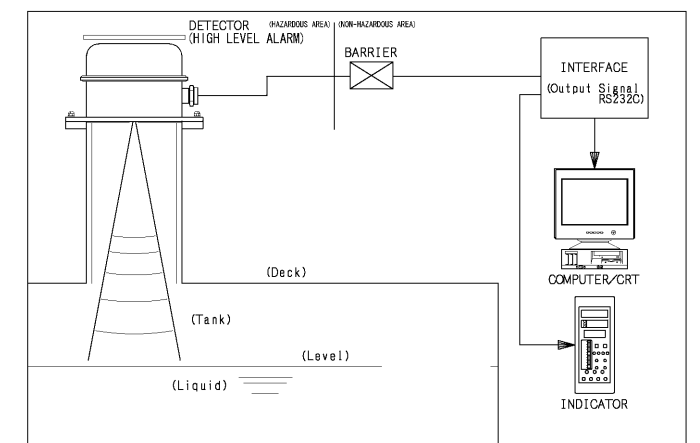 DETECTOR (HAZARDOUS AREA) (NON-HAZARDOUS AREA)
(HIGH LEVEL ALARM)
BARRIER
INTERFACE
(Output Signal
RS232C)
COMPUTER/CRT
(Deck)
(Tank)
(Level)
(Liquid)
INDICATOR